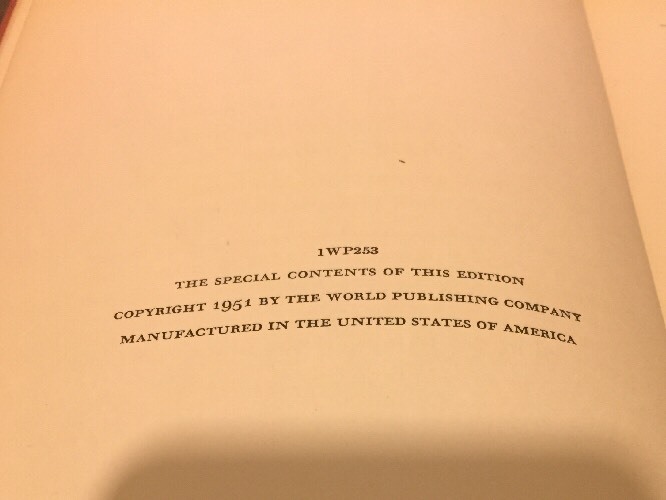 1WP253
THE SPECIAL CONTENTS OF THIS EDITION
COPYRIGHT 1951 BY THE WORLD PUBLISHING COMPANY
MANUFACTURED IN THE UNITED STATES OF AMERICA